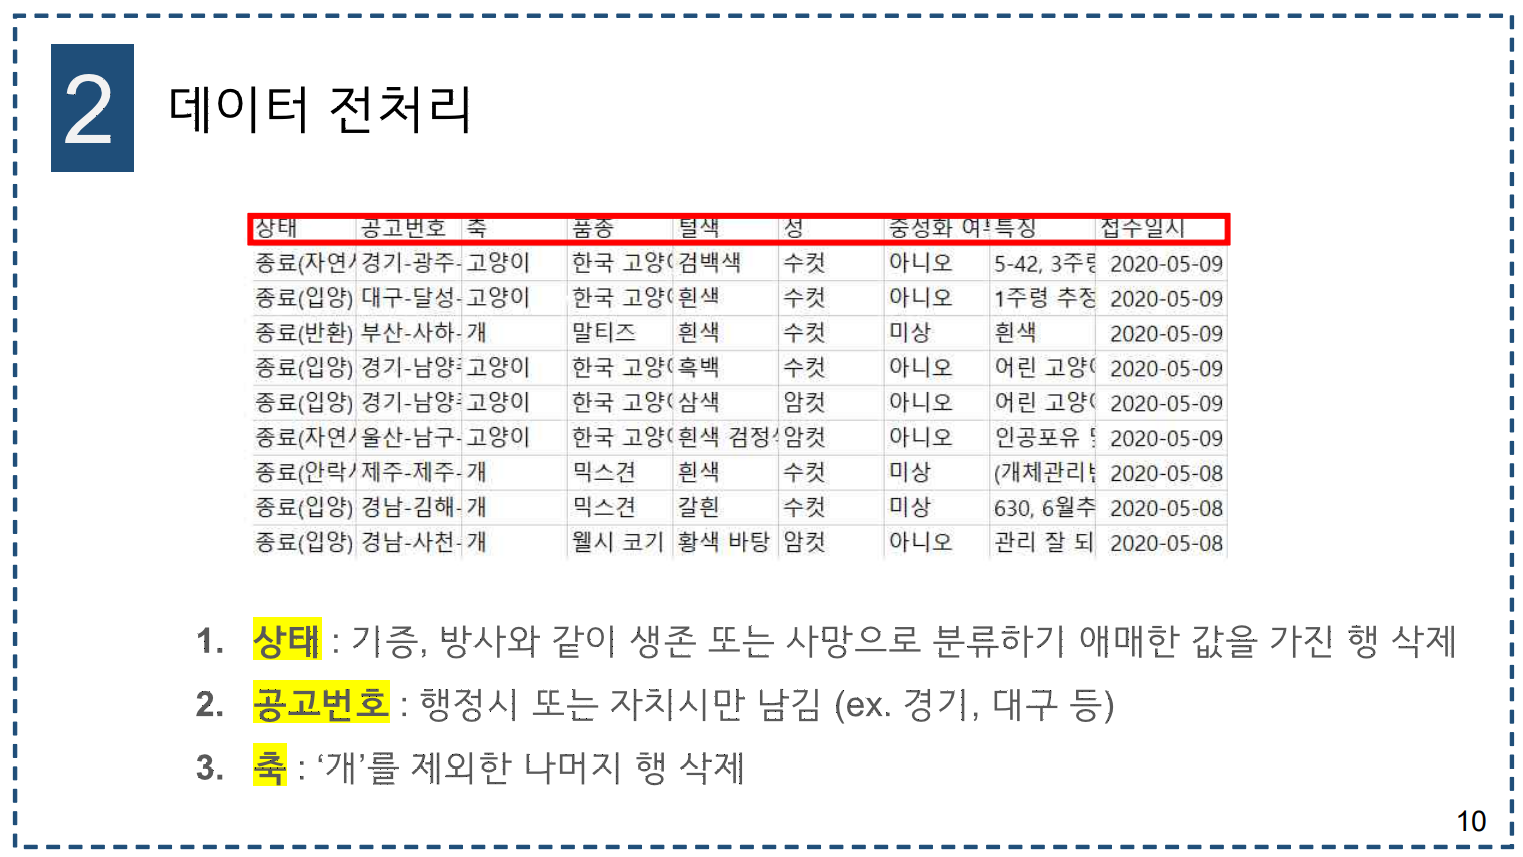 2
데이터 전처리
상태 공고번호 축 품종 털색 성 중성화 여부 특징 접수일시
종료(자연사 경기-광주- 고양이 한국 고양이 검백색 수컷 아니오 5-42, 3주령 2020-05-09
종료(입양) 대구-달성- 고양이 한국 고양이 흰색 수컷 아니오 1주령 추정 2020-05-09
종료(반환) 부산-사하- 개 말티즈 흰색 수컷 미상 흰색 2020-05-09
종료(입양) 경기-남양주 고양이 한국 고양이 흑백 수컷 아니오 어린 고양이 2020-05-09
종료(입양) 경기-남양주 고양이 한국 고양이 삼색 암컷 아니오 어린 고양이 2020-05-09
종료(자연사 울산-남구- 고양이 한국 고양이 흰색 검정색 암컷 아니오 인공포유 2020-05-09
종료(안락사 제주-제주- 개 믹스견 흰색 수컷 미상 (개체관리번 2020-05-08
종료(입양) 경남-김해- 개 믹스견 갈흰 수컷 미상 630, 6월추 2020-05-08
종료(입양) 경남-사천- 개 웰시 코기 황색 바탕 암컷 아니오 관리 잘 되 2020-05-08
1. 상태 : 기증, 방사와 같이 생존 또는 사망으로 분류하기 애매한 값을 가진 행 삭제
2. 공고번호 : 행정시 또는 자치시만 남김 (ex. 경기, 대구 등)
3. 축 : ‘개’를 제외한 나머지 행 삭제
10